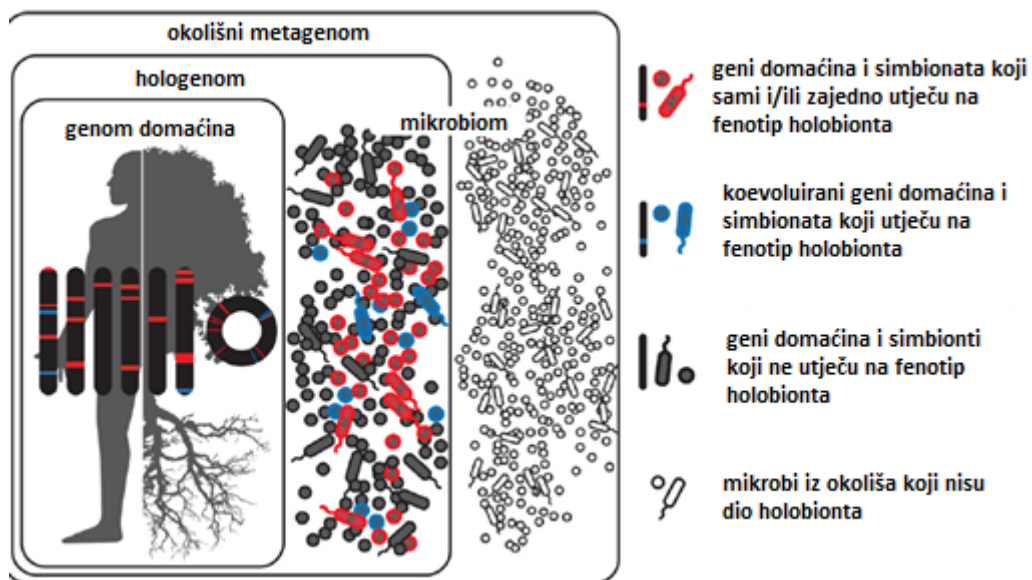 okolišni metagenom
hologenom
genom domaćina
mikrobiom
geni domaćina i simbionata koji
sami i/ili zajedno utječu na
fenotip holobionta
koevoluirani geni domaćina i
simbionata koji utječu na
fenotip holobionta
geni domaćina i simbionti
koji ne utječu na fenotip
holobionta
mikrobi iz okoliša koji nisu
dio holobionta